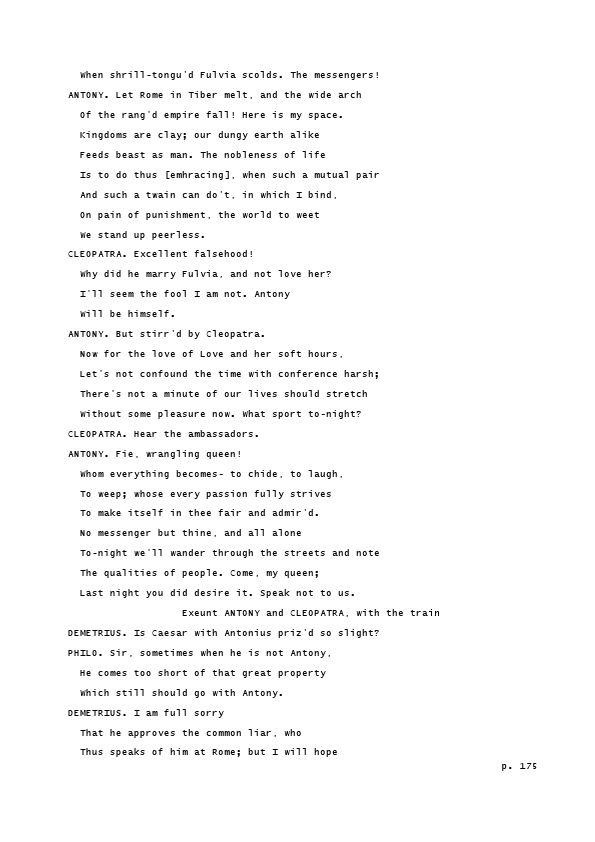 When shrill-tongu'd Fulvia scolds. The messengers!
ANTONY. Let Rome in Tiber melt, and the wide arch
Of the rang'd empire fall! Here is my space.
Kingdoms are clay; our dungy earth alike
Feeds beast as man. The nobleness of life
Is to do thus [emhracing], when such a mutual pair
And such a twain can do't, in which I bind,
On pain of punishment, the world to weet
We stand up peerless.
CLEOPATRA. Excellent falsehood!
Why did he marry Fulvia, and not love her?
I'll seem the fool I am not. Antony
Will be himself.
ANTONY. But stirr'd by Cleopatra.
Now for the love of Love and her soft hours,
Let's not confound the time with conference harsh;
There's not a minute of our lives should stretch
Without some pleasure now. What sport to-night?
CLEOPATRA. Hear the ambassadors.
ANTONY. Fie, wrangling queen!
Whom everything becomes- to chide, to laugh,
To weep; whose every passion fully strives
To make itself in thee fair and admir'd.
No messenger but thine, and all alone
To-night we'll wander through the streets and note
The qualities of people. Come, my queen;
Last night you did desire it. Speak not to us.
Exeunt ANTONY and CLEOPATRA, with the train
DEMETRIUS. Is Caesar with Antonius priz'd so slight?
PHILO. Sir, sometimes when he is not Antony,
He comes too short of that great property
Which still should go with Antony.
DEMETRIUS. I am full sorry
That he approves the common liar, who
Thus speaks of him at Rome; but I will hope
p. 175